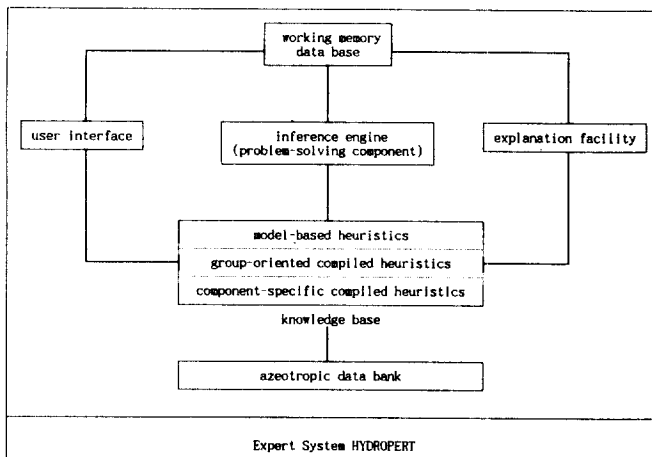 working memory
data base
user interface
inference engine
(problem-solving component)
explanation facility
model-based heuristics
group-oriented compiled heuristics
component-specific compiled heuristics
knowledge base
azeotropic data bank
Expert System HYDROPERT